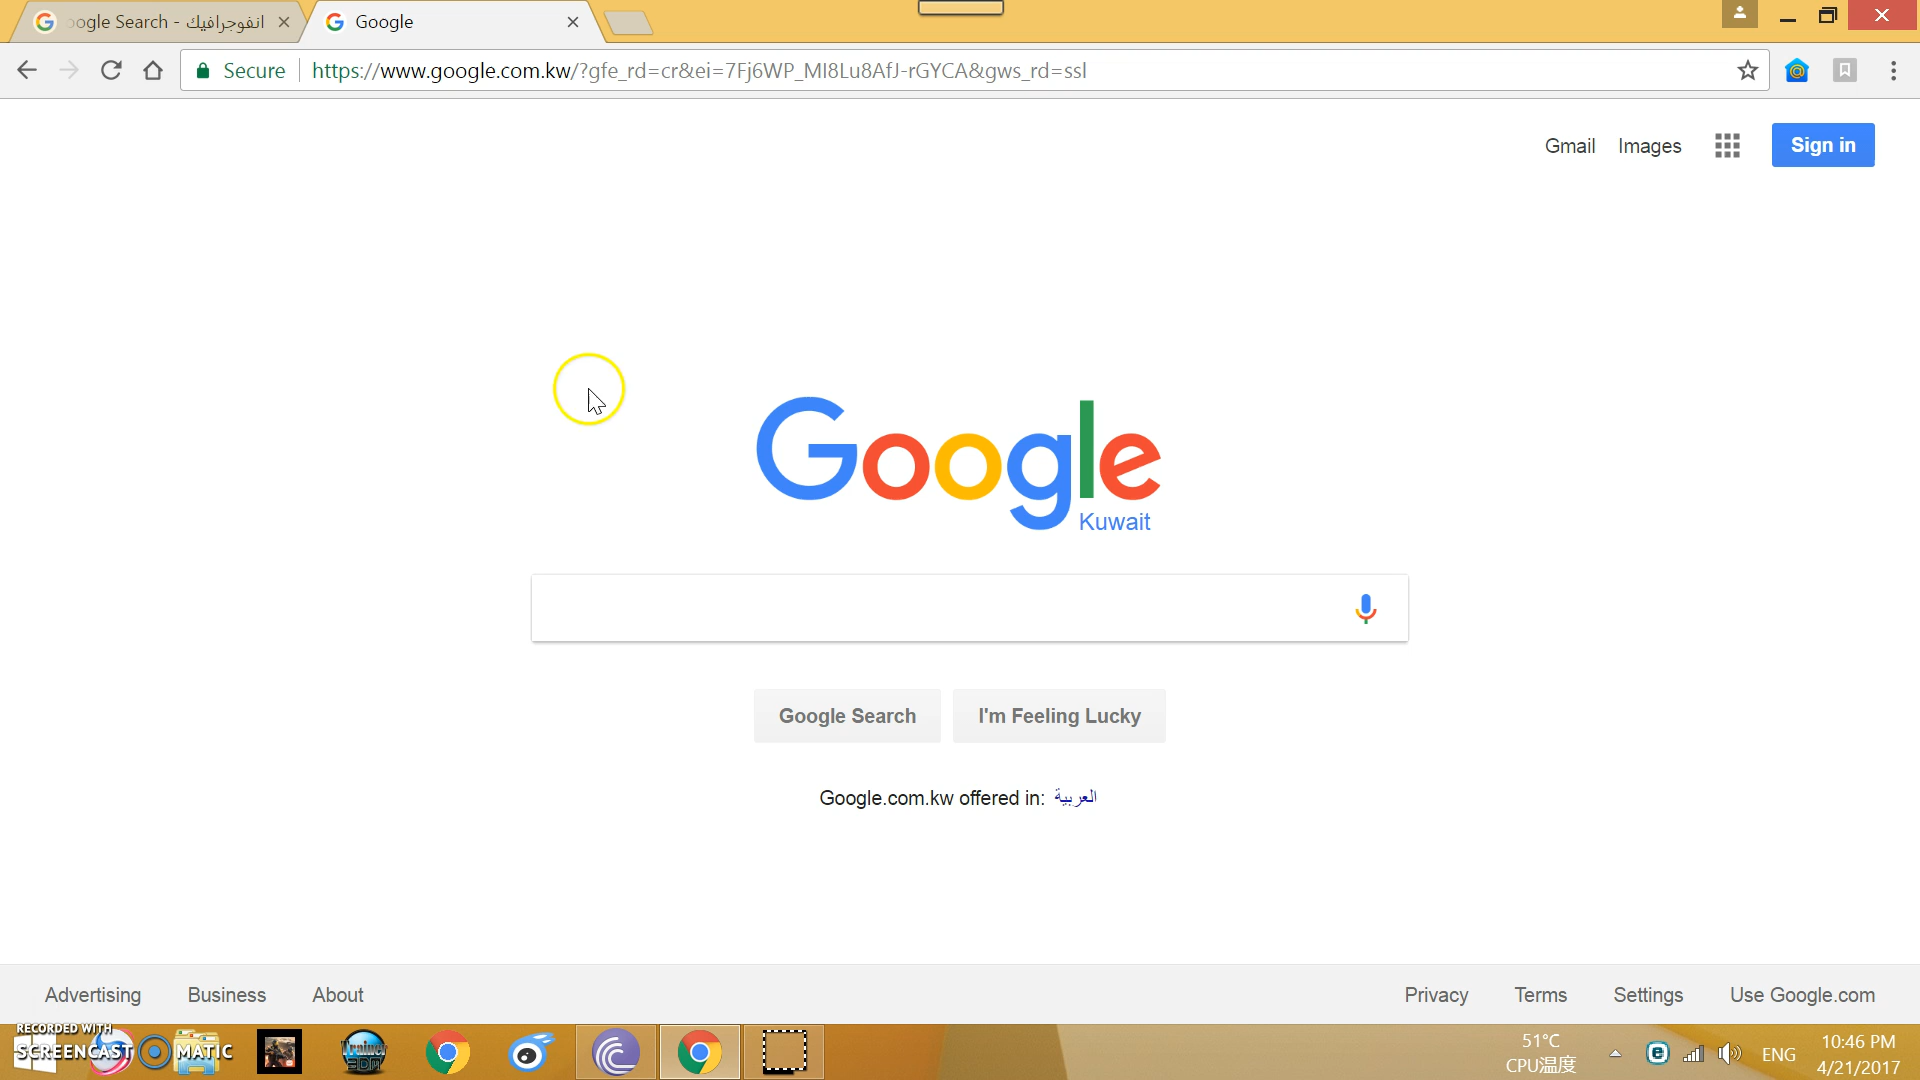 oogle Search - انفوجرافيك
Google
Secure
https://www.google.com.kw/?gfe_rd=cr&ei=7Fj6WP_MI8Lu8AfJ-rGYCA&gws_rd=ssl
Gmail
Images
Sign in
Google
Kuwait
Google Search
I'm Feeling Lucky
Google.com.kw offered in: العربية
Advertising
Business
About
Privacy
Terms
Settings
Use Google.com
RECORDED WITH
SCREENCAST MATIC
Trainer
3DM
51°C
CPU温度
ENG
10:46 PM
4/21/2017